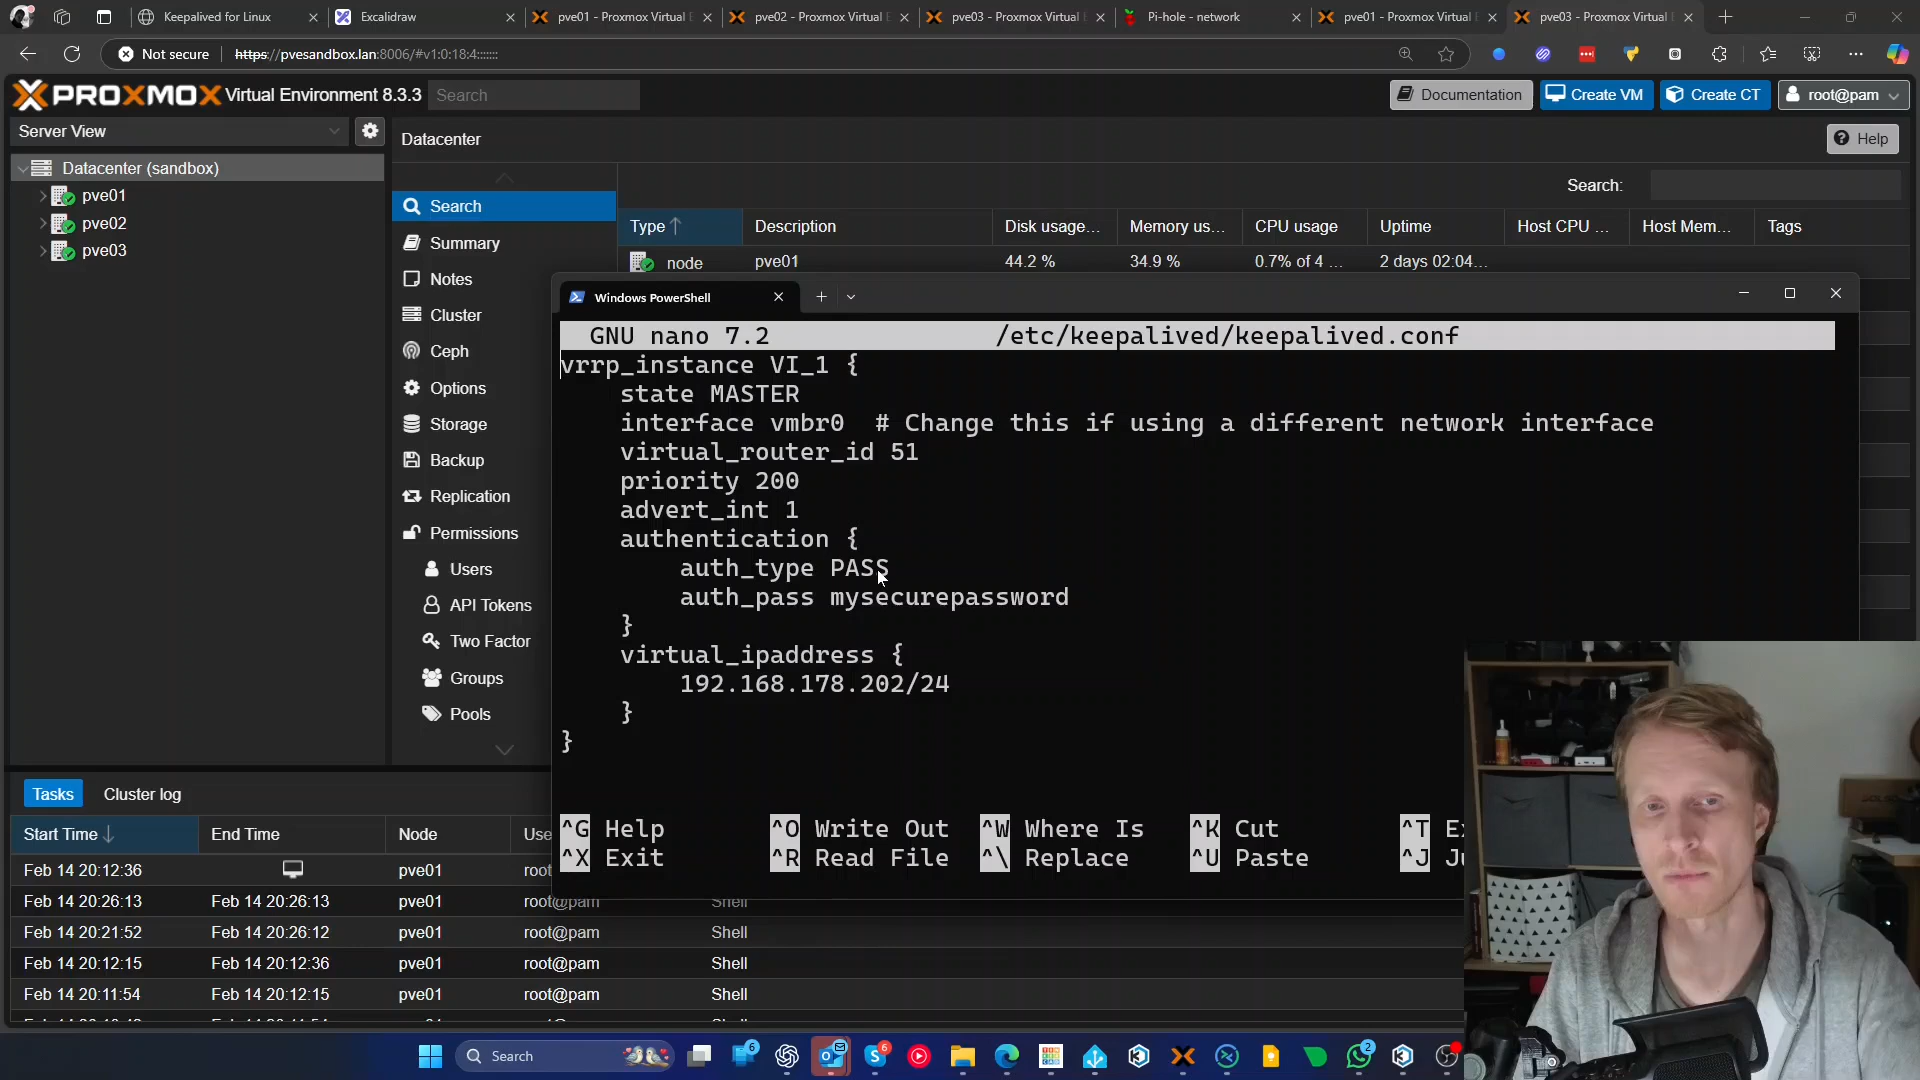 Keepalived for Linux
Excalidraw
pve01 - Proxmox Virtual E
pve02 - Proxmox Virtual E
pve03 - Proxmox Virtual E
Pi-hole - network
pve01 - Proxmox Virtual E
pve03 - Proxmox Virtual E
Not secure https://pvesandbox.lan:8006/#v1:0:18:4:::::::
PROXMOX Virtual Environment 8.3.3 Search Documentation Create VM Create CT root@pam
Server View
Datacenter Help
Datacenter (sandbox)
pve01
pve02
pve03
Search
Summary
Notes
Cluster
Ceph
Options
Storage
Backup
Replication
Permissions
Users
API Tokens
Two Factor
Groups
Pools
Search:
Type Description Disk usage... Memory us... CPU usage Uptime Host CPU ... Host Mem... Tags
node pve01 44.2 % 34.9 % 0.7% of 4 ... 2 days 02:04...
Windows PowerShell
GNU nano 7.2 /etc/keepalived/keepalived.conf
vrrp_instance VI_1 {
state MASTER
interface vmbr0 # Change this if using a different network interface
virtual_router_id 51
priority 200
advert_int 1
authentication {
auth_type PASS
auth_pass mysecurepassword
}
virtual_ipaddress {
192.168.178.202/24
}
}
^G Help ^O Write Out ^W Where Is ^K Cut ^T
^X Exit ^R Read File ^\ Replace ^U Paste ^J
Tasks Cluster log
Start Time End Time Node
Feb 14 20:12:36 pve01
Feb 14 20:26:13 Feb 14 20:26:13 pve01 root@pam Shell
Feb 14 20:21:52 Feb 14 20:26:12 pve01 root@pam Shell
Feb 14 20:12:15 Feb 14 20:12:36 pve01 root@pam Shell
Feb 14 20:11:54 Feb 14 20:12:15 pve01 root@pam Shell
Search 6 6 2